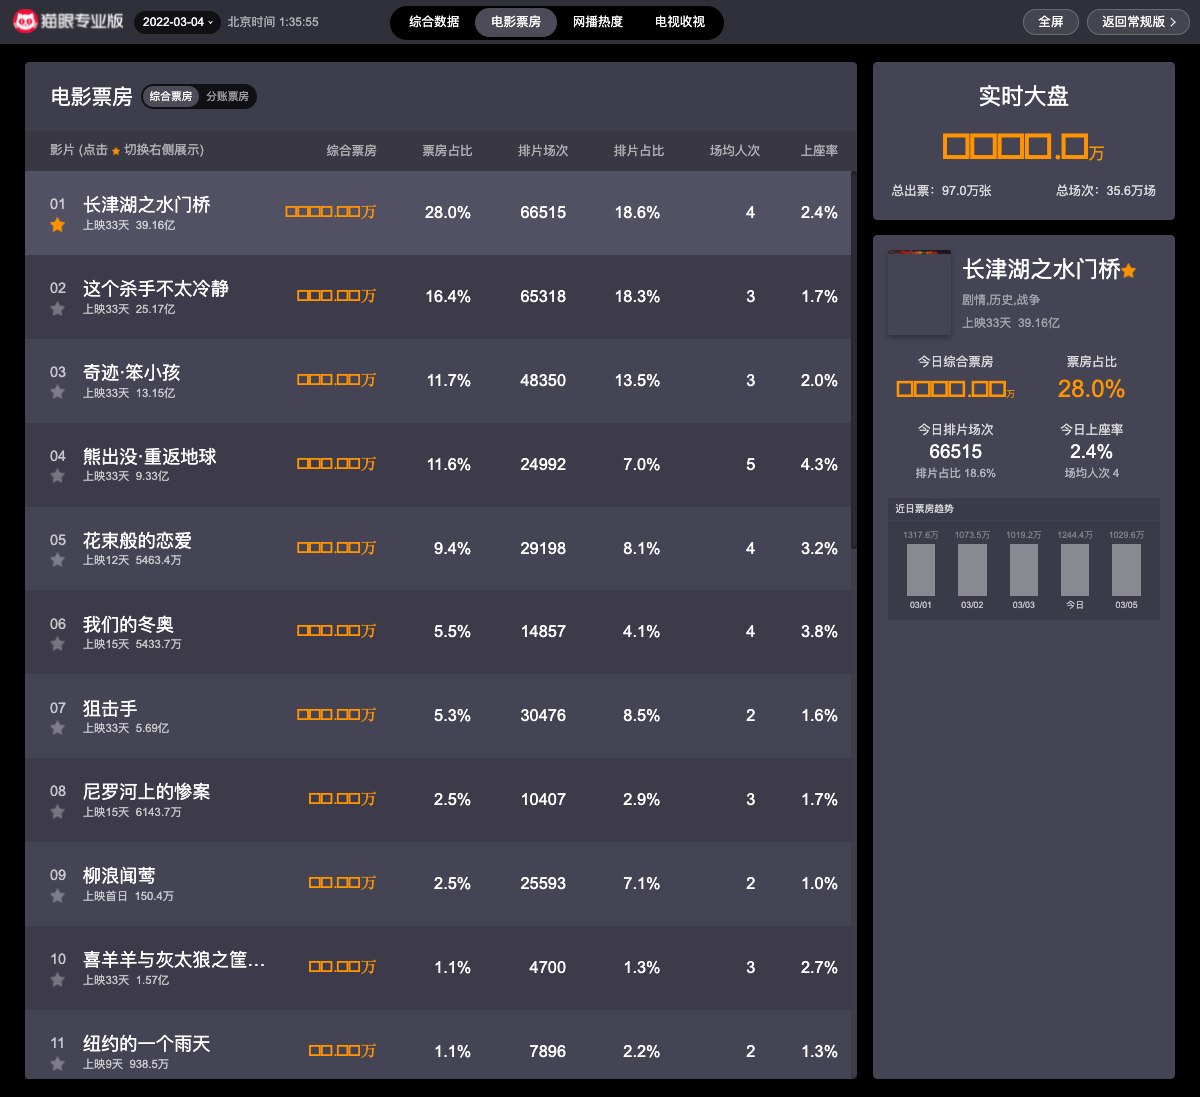 猫眼专业版 2022-03-04 北京时间 1:35:55 综合数据 电影票房 网播热度 电视收视 全屏 返回常规版
电影票房 综合票房 分账票房
影片 (点击 切换右侧展示) 综合票房 票房占比 排片场次 排片占比 场均人次 上座率
01 长津湖之水门桥 □□□□.□□万 28.0% 66515 18.6% 4 2.4%
上映33天 39.16亿
02 这个杀手不太冷静 □□□.□□万 16.4% 65318 18.3% 3 1.7%
上映33天 25.17亿
03 奇迹·笨小孩 □□□.□□万 11.7% 48350 13.5% 3 2.0%
上映33天 13.15亿
04 熊出没·重返地球 □□□.□□万 11.6% 24992 7.0% 5 4.3%
上映33天 9.33亿
05 花束般的恋爱 □□□.□□万 9.4% 29198 8.1% 4 3.2%
上映12天 5463.4万
06 我们的冬奥 □□□.□□万 5.5% 14857 4.1% 4 3.8%
上映15天 5433.7万
07 狙击手 □□□.□□万 5.3% 30476 8.5% 2 1.6%
上映33天 5.69亿
08 尼罗河上的惨案 □□.□□万 2.5% 10407 2.9% 3 1.7%
上映15天 6143.7万
09 柳浪闻莺 □□.□□万 2.5% 25593 7.1% 2 1.0%
上映首日 150.4万
10 喜羊羊与灰太狼之筐... □□.□□万 1.1% 4700 1.3% 3 2.7%
上映33天 1.57亿
11 纽约的一个雨天 □□.□□万 1.1% 7896 2.2% 2 1.3%
上映9天 938.5万
实时大盘
□□□□.□万
总出票：97.0万张 总场次：35.6万场
长津湖之水门桥
剧情,历史,战争
上映33天 39.16亿
今日综合票房 票房占比
□□□□.□□万 28.0%
今日排片场次 今日上座率
66515 2.4%
排片占比 18.6% 场均人次 4
近日票房趋势
1317.6万 1073.5万 1019.2万 1244.4万 1029.6万
03/01 03/02 03/03 今日 03/05